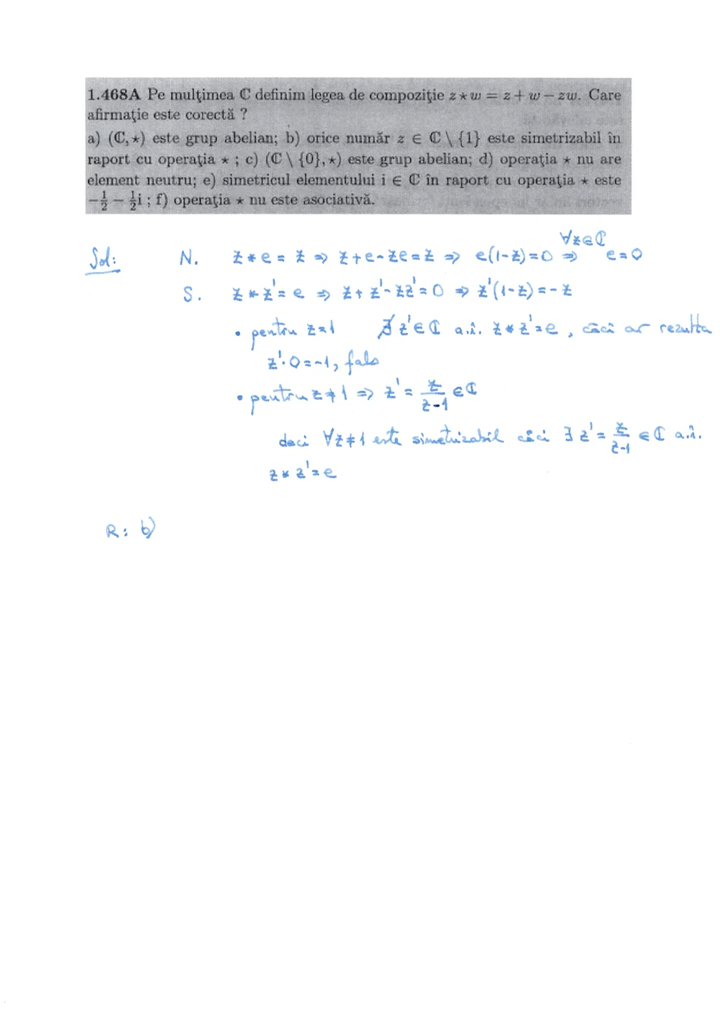 1.468A Pe mulţimea ℂ definim legea de compoziţie z ⋆ w = z + w − zw. Care
afirmaţie este corectă ?
a) (ℂ, ⋆) este grup abelian; b) orice număr z ∈ ℂ \ {1} este simetrizabil în
raport cu operaţia ⋆ ; c) (ℂ \ {0}, ⋆) este grup abelian; d) operaţia ⋆ nu are
element neutru; e) simetricul elementului i ∈ ℂ în raport cu operaţia ⋆ este
−1/2 − 1/2 i ; f) operaţia ⋆ nu este asociativă.
∀z∈ℂ
Sol: N. z * e = z ⇒ z + e - ze = z ⇒ e(1-z) = 0 ⇒ e = 0
S. z * z' = e ⇒ z + z' - zz' = 0 ⇒ z'(1-z) = -z
• pentru z=1 ∄ z'∈ℂ a.î. z * z' = e, căci ar rezulta
z'·0 = -1, fals
• pentru z≠1 ⇒ z' = z/(z-1) ∈ℂ
deci ∀z≠1 este simetrizabil căci ∃ z' = z/(z-1) ∈ ℂ a.î.
z * z' = e
R: b)